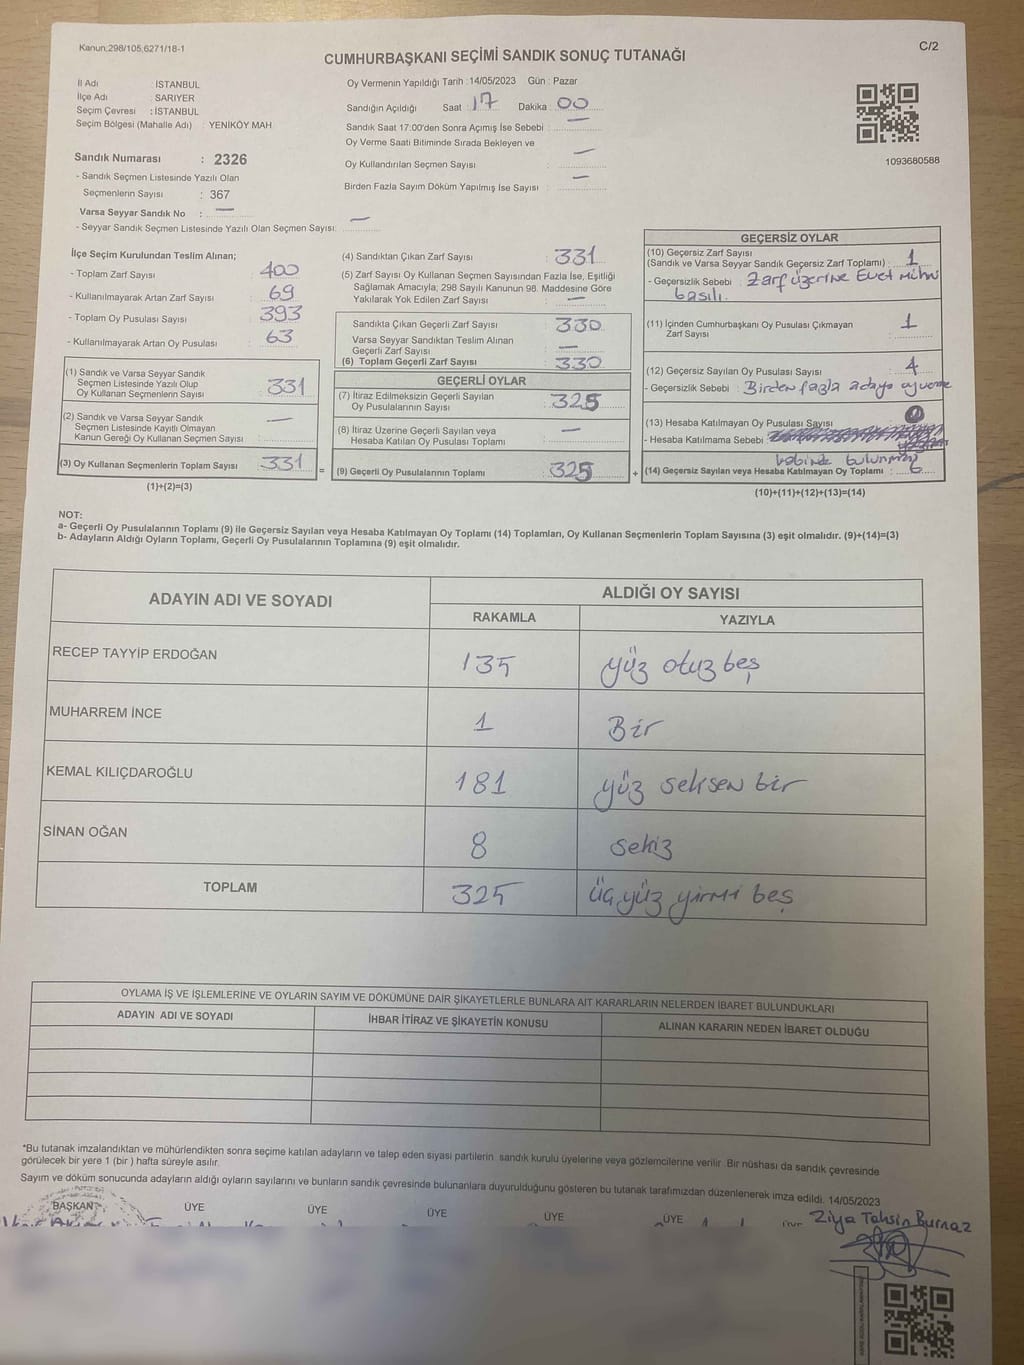 Kanun:298/105,6271/18-1
C/2
CUMHURBAŞKANI SEÇİMİ SANDIK SONUÇ TUTANAĞI
İl Adı : İSTANBUL
İlçe Adı : SARIYER
Seçim Çevresi : İSTANBUL
Seçim Bölgesi (Mahalle Adı) : YENİKÖY MAH
Sandık Numarası : 2326
- Sandık Seçmen Listesinde Yazılı Olan
Seçmenlerin Sayısı : 367
Varsa Seyyar Sandık No : —
- Seyyar Sandık Seçmen Listesinde Yazılı Olan Seçmen Sayısı: —
Oy Vermenin Yapıldığı Tarih :14/05/2023 Gün : Pazar
Sandığın Açıldığı Saat : 17 Dakika : 00
Sandık Saat 17:00'den Sonra Açımış İse Sebebi : —
Oy Verme Saati Bitiminde Sırada Bekleyen ve
Oy Kullandırılan Seçmen Sayısı : —
Birden Fazla Sayım Döküm Yapılmış İse Sayısı : —
1093680588
İlçe Seçim Kurulundan Teslim Alınan;
- Toplam Zarf Sayısı : 400
- Kullanılmayarak Artan Zarf Sayısı : 69
- Toplam Oy Pusulası Sayısı : 393
- Kullanılmayarak Artan Oy Pusulası : 63
(1) Sandık ve Varsa Seyyar Sandık
Seçmen Listesinde Yazılı Olup
Oy Kullanan Seçmenlerin Sayısı : 331
(2) Sandık ve Varsa Seyyar Sandık
Seçmen Listesinde Kayıtlı Olmayan
Kanun Gereği Oy Kullanan Seçmen Sayısı : —
(3) Oy Kullanan Seçmenlerin Toplam Sayısı : 331
(1)+(2)=(3)
=
(4) Sandıktan Çıkan Zarf Sayısı : 331
(5) Zarf Sayısı Oy Kullanan Seçmen Sayısından Fazla İse, Eşitliği
Sağlamak Amacıyla, 298 Sayılı Kanunun 98. Maddesine Göre
Yakılarak Yok Edilen Zarf Sayısı : —
Sandıkta Çıkan Geçerli Zarf Sayısı : 330
Varsa Seyyar Sandıktan Teslim Alınan
Geçerli Zarf Sayısı : —
(6) Toplam Geçerli Zarf Sayısı : 330
GEÇERLİ OYLAR
(7) İtiraz Edilmeksizin Geçerli Sayılan
Oy Pusulalarının Sayısı : 325
(8) İtiraz Üzerine Geçerli Sayılan veya
Hesaba Katılan Oy Pusulası Toplamı : —
(9) Geçerli Oy Pusulalarının Toplamı : 325
+
GEÇERSİZ OYLAR
(10) Geçersiz Zarf Sayısı
(Sandık ve Varsa Seyyar Sandık Geçersiz Zarf Toplamı) : 1
- Geçersizlik Sebebi : Zarf üzerine Evet mühü
basılı.
(11) İçinden Cumhurbaşkanı Oy Pusulası Çıkmayan
Zarf Sayısı : 1
(12) Geçersiz Sayılan Oy Pusulası Sayısı : 4
- Geçersizlik Sebebi : Birden fazla adaya
(13) Hesaba Katılmayan Oy Pusulası Sayısı
- Hesaba Katılmama Sebebi
(14) Geçersiz Sayılan veya Hesaba Katılmayan Oy Toplamı : 6
(10)+(11)+(12)+(13)=(14)
NOT:
a- Geçerli Oy Pusulalarının Toplamı (9) ile Geçersiz Sayılan veya Hesaba Katılmayan Oy Toplamı (14) Toplamları, Oy Kullanan Seçmenlerin Toplam Sayısına (3) eşit olmalıdır. (9)+(14)=(3)
b- Adayların Aldığı Oyların Toplamı, Geçerli Oy Pusulalarının Toplamına (9) eşit olmalıdır.
ADAYIN ADI VE SOYADI ALDIĞI OY SAYISI
RAKAMLA YAZIYLA
RECEP TAYYİP ERDOĞAN 135 yüz otuz beş
MUHARREM İNCE 1 Bir
KEMAL KILIÇDAROĞLU 181 yüz seksen bir
SİNAN OĞAN 8 sekiz
TOPLAM 325 üçyüz yirmi beş
OYLAMA İŞ VE İŞLEMLERİNE VE OYLARIN SAYIM VE DÖKÜMÜNE DAİR ŞİKAYETLERLE BUNLARA AİT KARARLARIN NELERDEN İBARET BULUNDUKLARI
ADAYIN ADI VE SOYADI İHBAR İTİRAZ VE ŞİKAYETİN KONUSU ALINAN KARARIN NEDEN İBARET OLDUĞU
*Bu tutanak imzalandıktan ve mühürlendikten sonra seçime katılan adayların ve talep eden siyasi partilerin sandık kurulu üyelerine veya gözlemcilerine verilir. Bir nüshası da sandık çevresinde
görülecek bir yere 1 (bir ) hafta süreyle asılır.
Sayım ve döküm sonucunda adayların aldığı oyların sayılarını ve bunların sandık çevresinde bulunanlara duyurulduğunu gösteren bu tutanak tarafımızdan düzenlenerek imza edildi. 14/05/2023
BAŞKAN ÜYE ÜYE ÜYE ÜYE ÜYE
Ziya Tahsin Burnaz